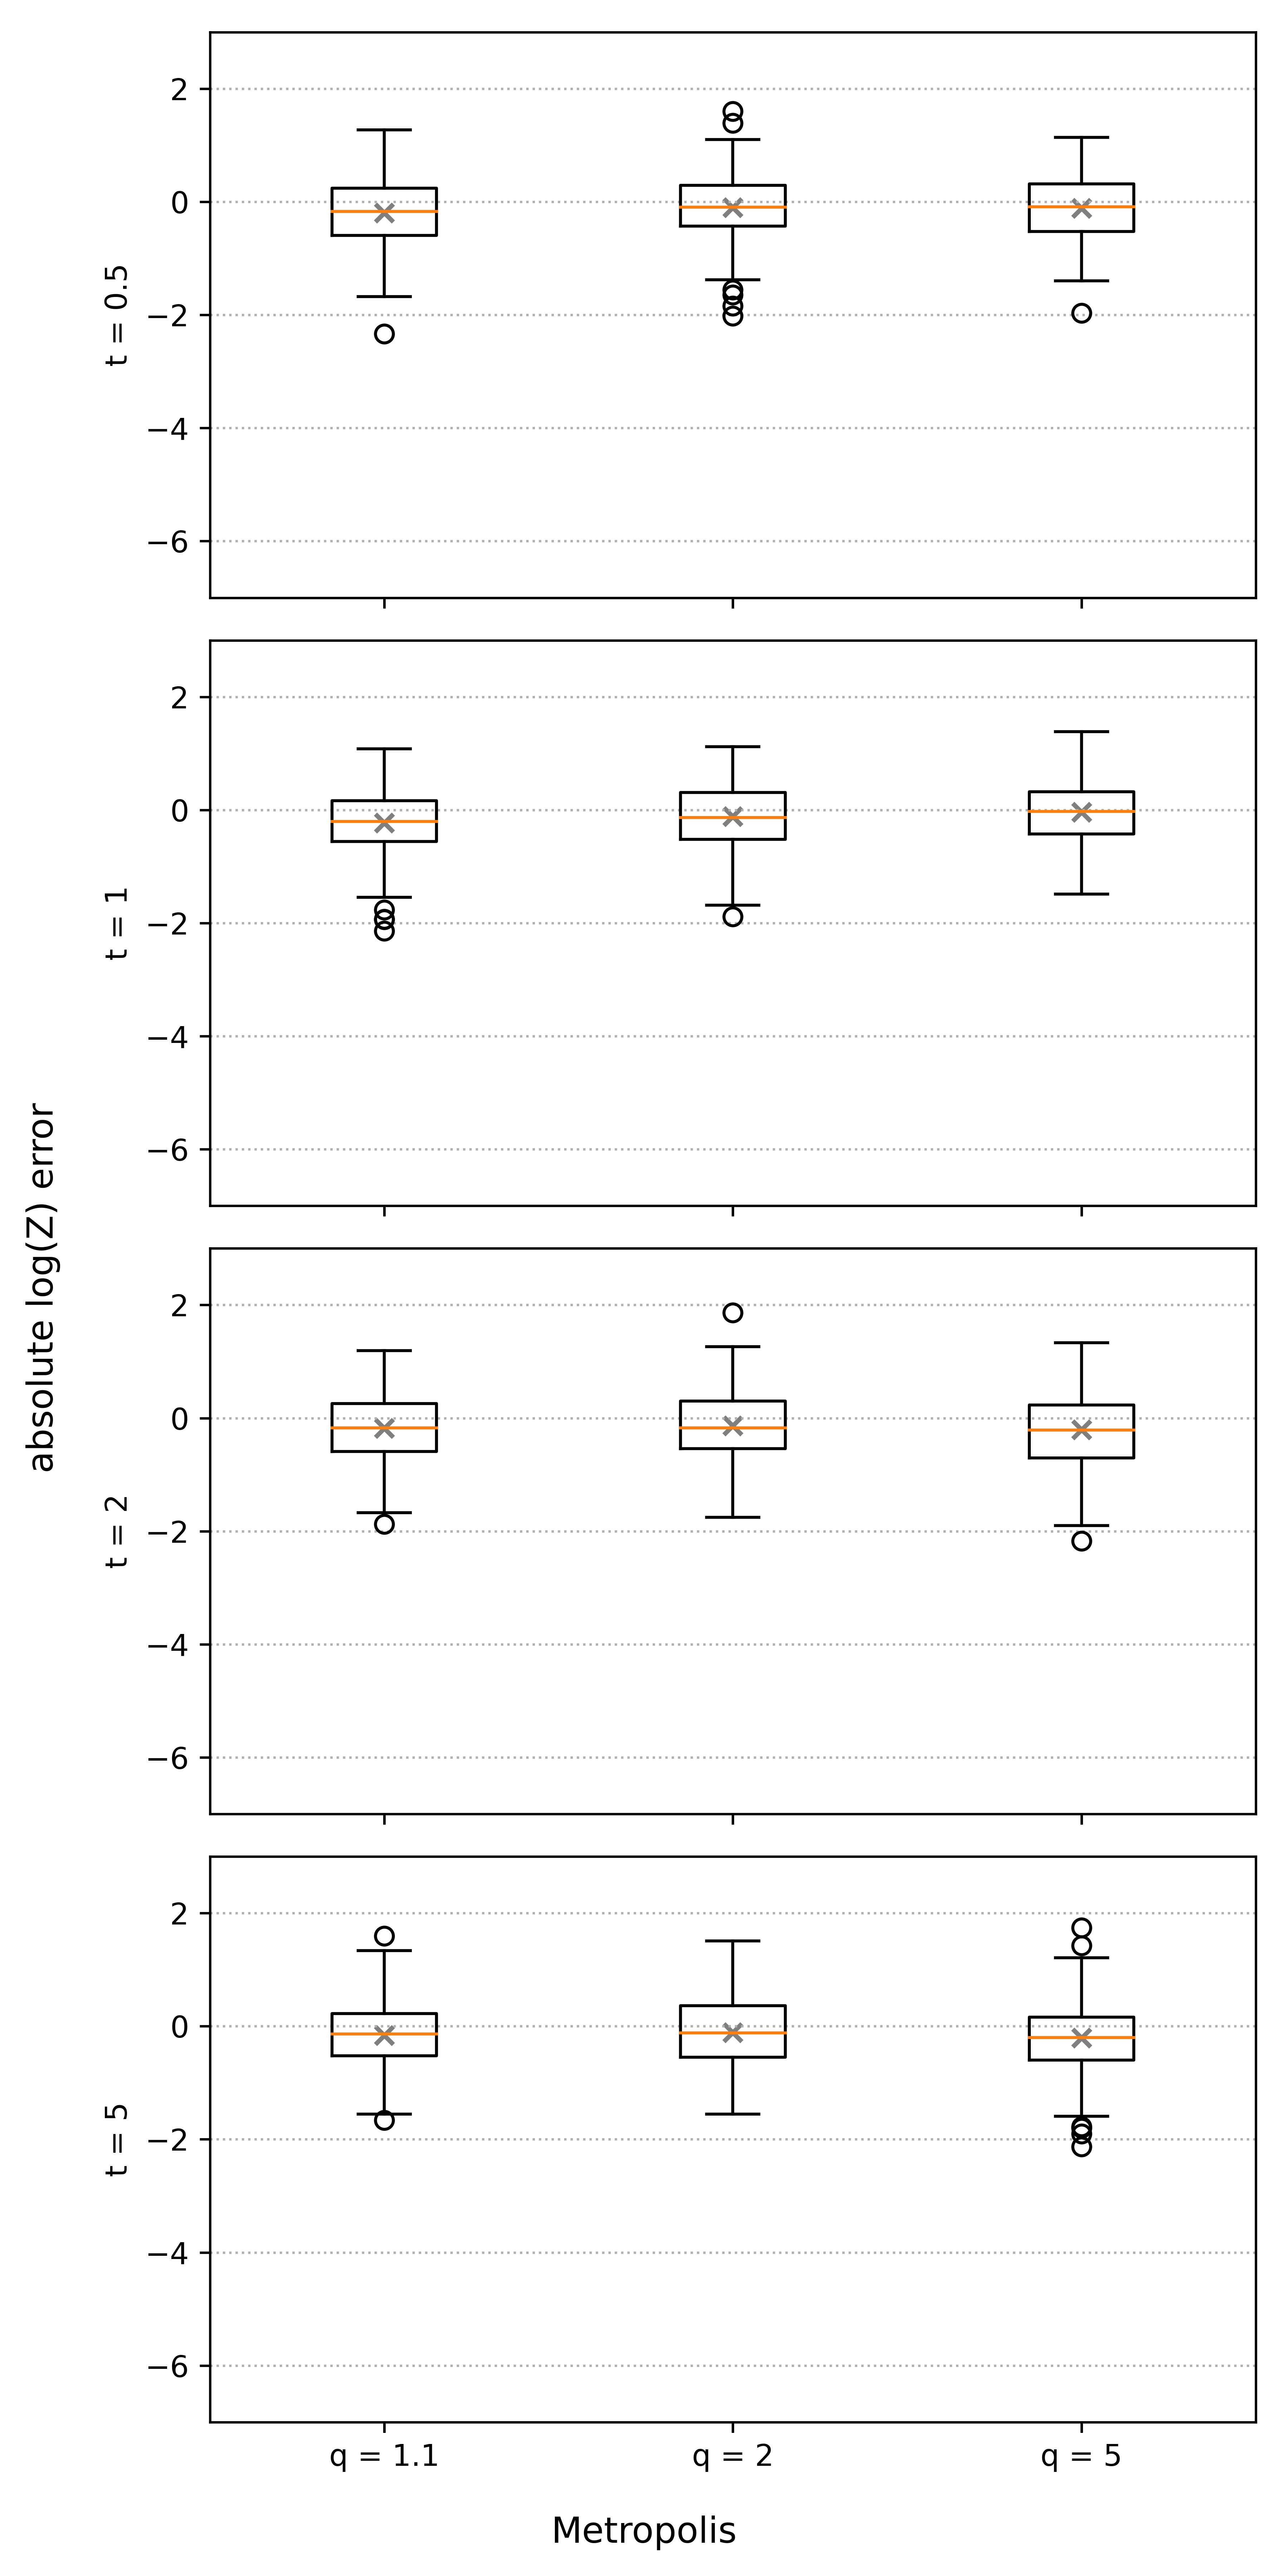 absolute log(Z) error
t = 0.5
2
0
−2
−4
−6
t = 1
2
0
−2
−4
−6
t = 2
2
0
−2
−4
−6
t = 5
2
0
−2
−4
−6
q = 1.1 q = 2 q = 5
Metropolis